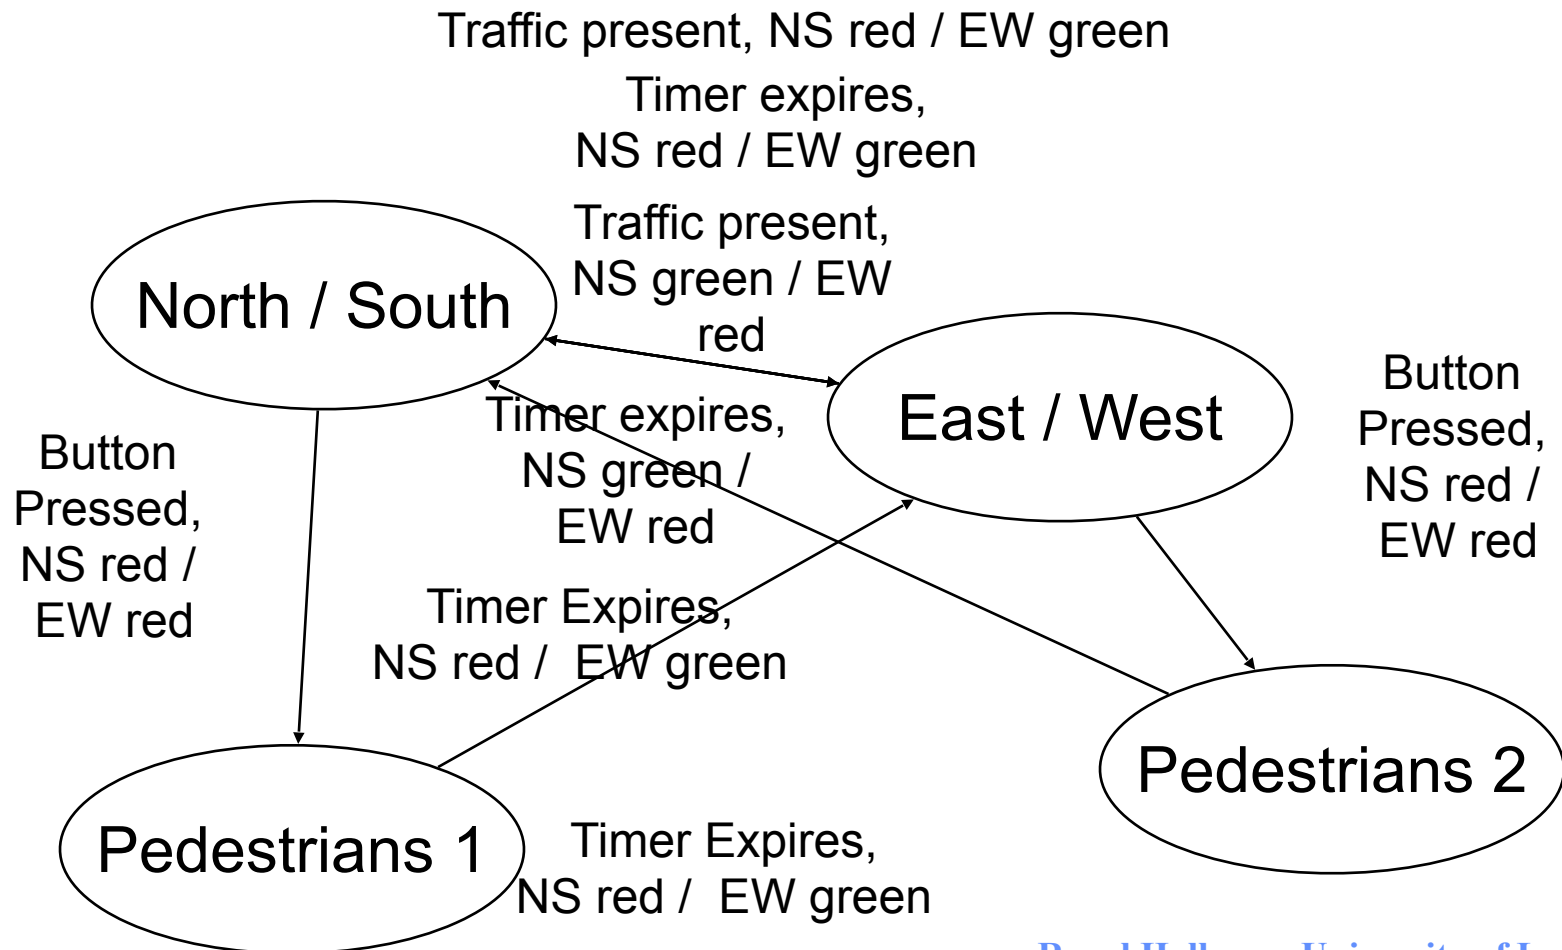 Traffic present, NS red / EW green
Timer expires,
NS red / EW green
Traffic present,
NS green / EW
red
North / South
East / West
Button
Pressed,
NS red /
EW red
Timer expires,
NS green /
EW red
Button
Pressed,
NS red /
EW red
Timer Expires,
NS red / EW green
Pedestrians 2
Pedestrians 1
Timer Expires,
NS red / EW green